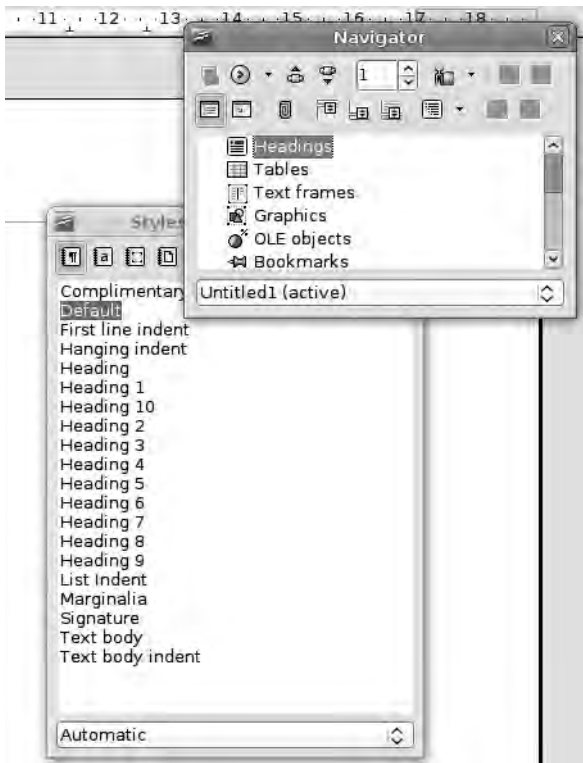 11 12 13 14 15 16 17 18
Navigator
1
Headings
Tables
Text frames
Graphics
OLE objects
Bookmarks
Untitled1 (active)
Styles
Complimentary
Default
First line indent
Hanging indent
Heading
Heading 1
Heading 10
Heading 2
Heading 3
Heading 4
Heading 5
Heading 6
Heading 7
Heading 8
Heading 9
List Indent
Marginalia
Signature
Text body
Text body indent
Automatic